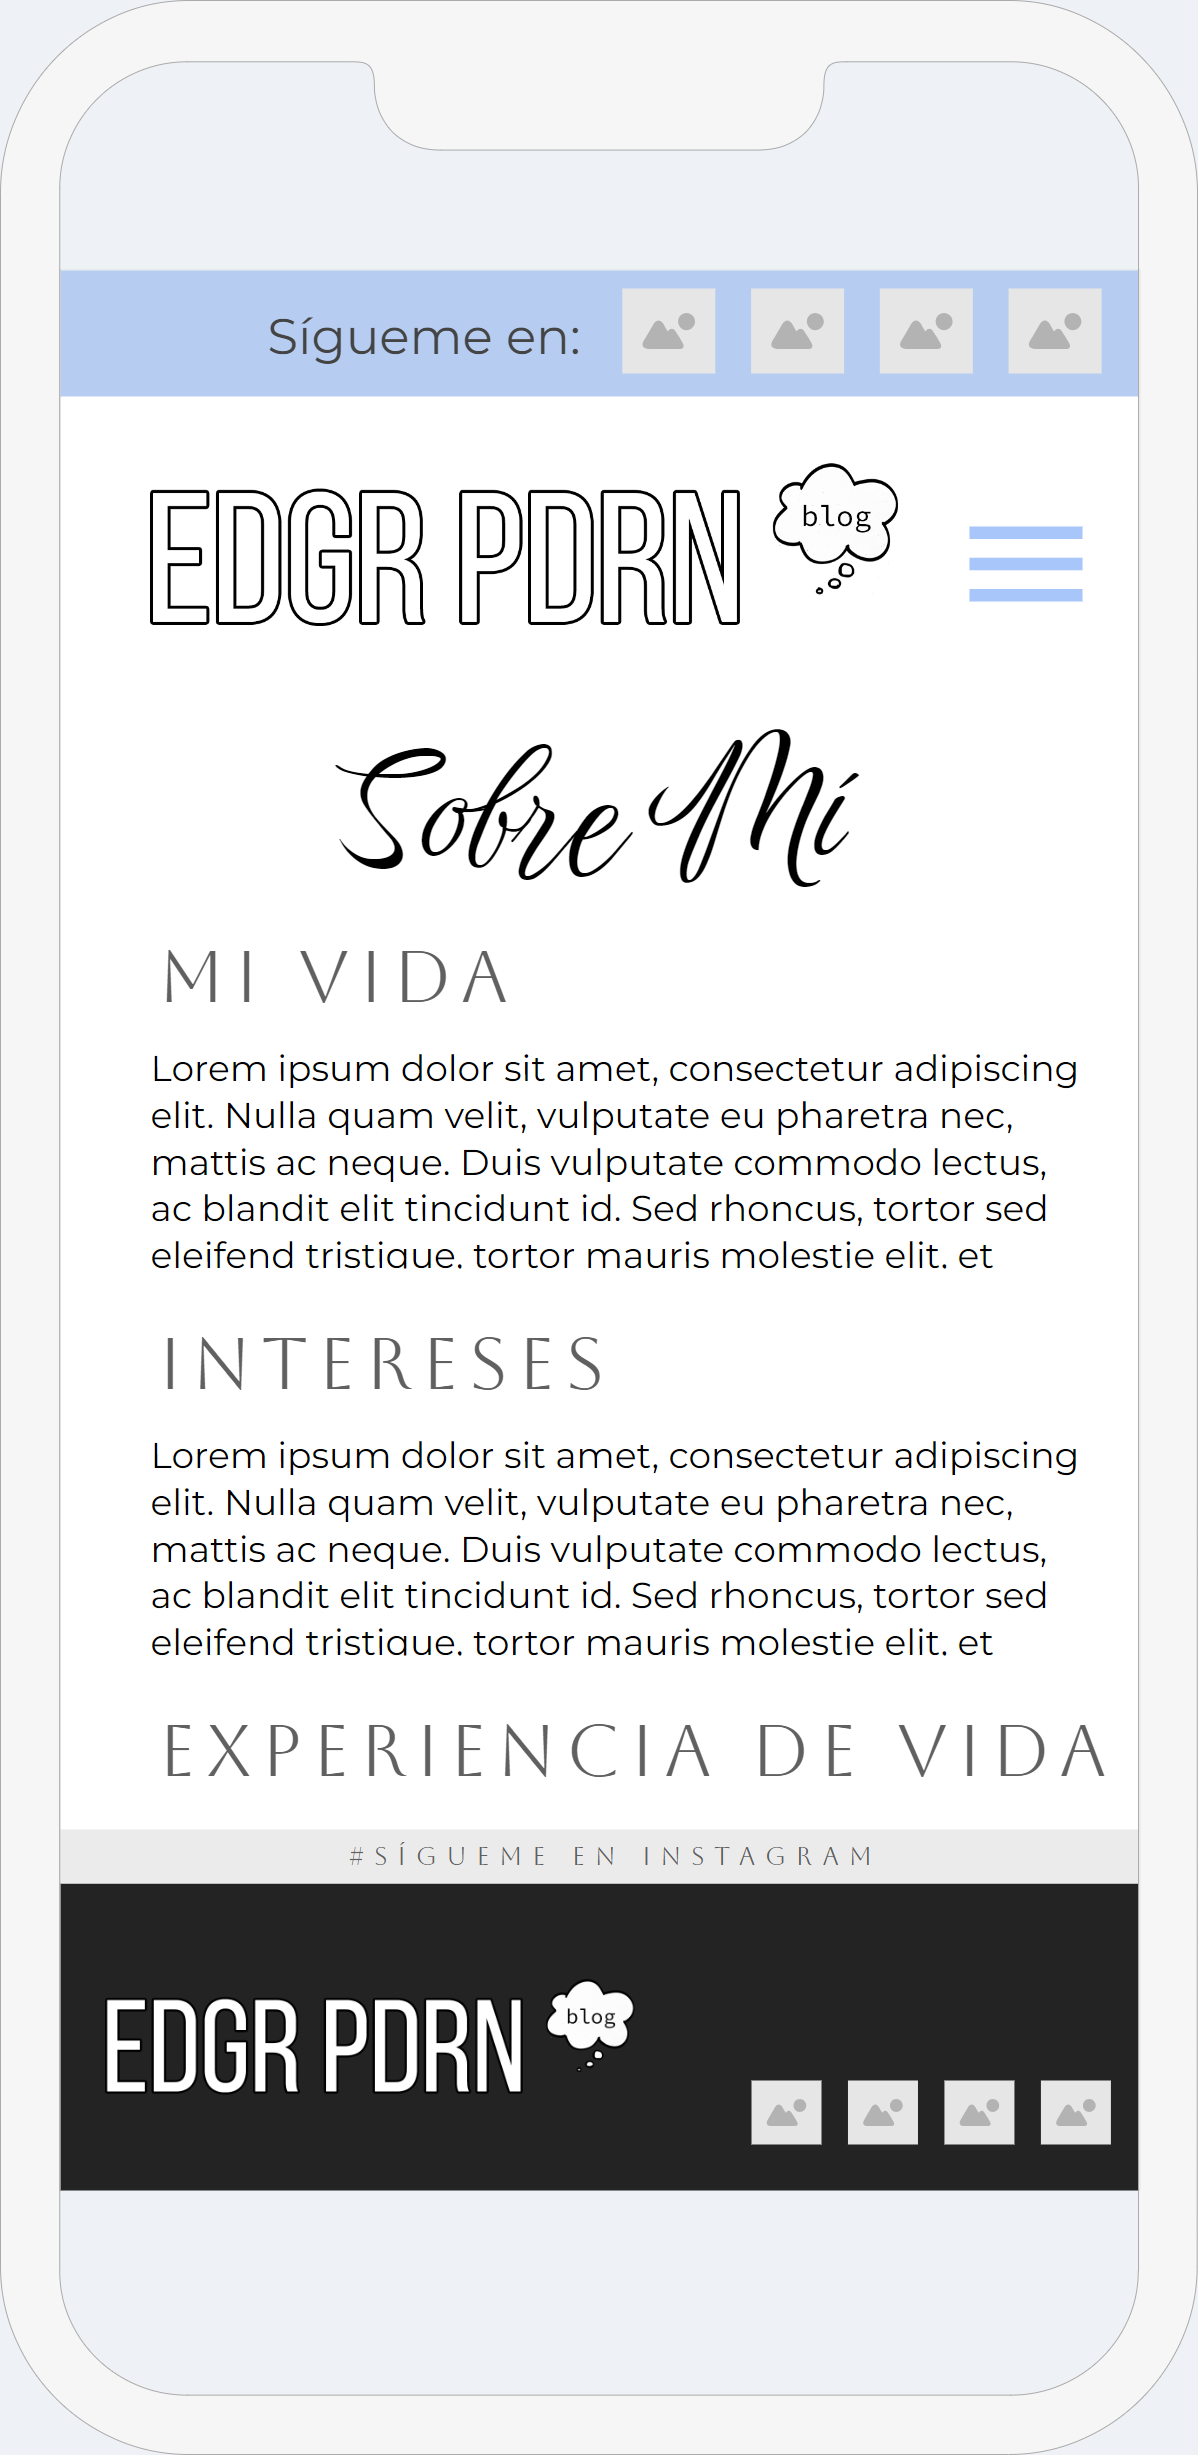 Sígueme en:
EDGR PDRN
blog
Sobre Mí
MI VIDA
Lorem ipsum dolor sit amet, consectetur adipiscing
elit. Nulla quam velit, vulputate eu pharetra nec,
mattis ac neque. Duis vulputate commodo lectus,
ac blandit elit tincidunt id. Sed rhoncus, tortor sed
eleifend tristique. tortor mauris molestie elit. et
INTERESES
Lorem ipsum dolor sit amet, consectetur adipiscing
elit. Nulla quam velit, vulputate eu pharetra nec,
mattis ac neque. Duis vulputate commodo lectus,
ac blandit elit tincidunt id. Sed rhoncus, tortor sed
eleifend tristique. tortor mauris molestie elit. et
EXPERIENCIA DE VIDA
#SÍGUEME EN INSTAGRAM
EDGR PDRN
blog